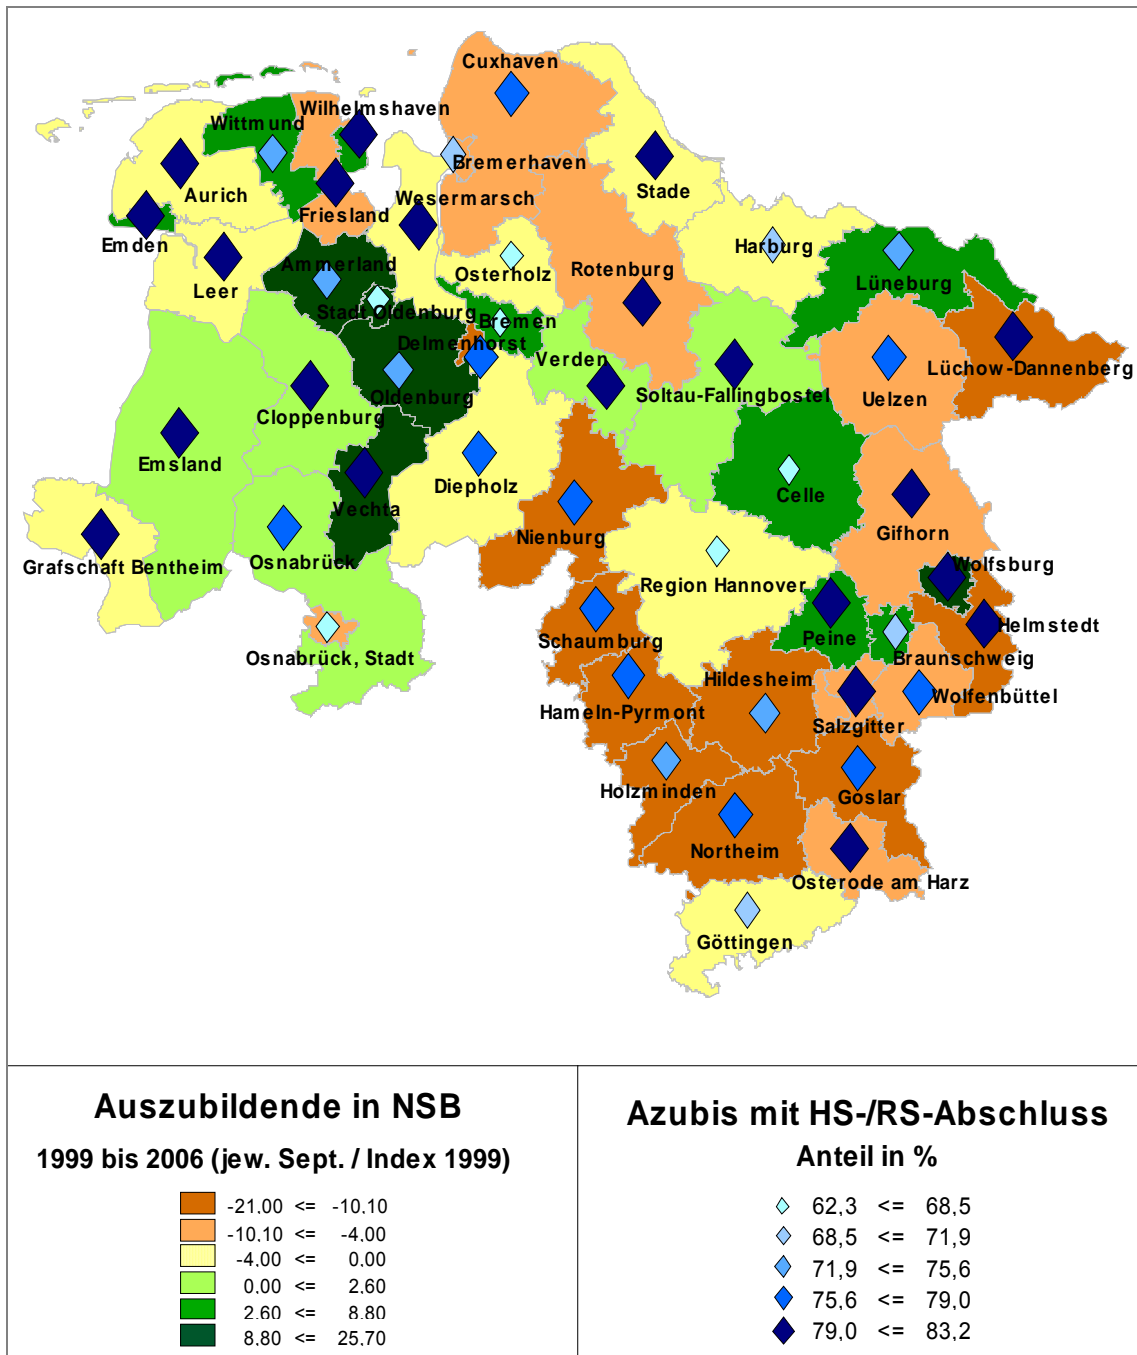 Cuxhaven
Wilhelmshaven
Wittmund
Bremerhaven
Stade
Aurich
Wesermarsch
Friesland
Emden
Harburg
Osterholz
Rotenburg
Ammerland
Lüneburg
Leer
Stadt Oldenburg
Bremen
Delmenhorst
Verden
Lüchow-Dannenberg
Uelzen
Oldenburg
Soltau-Fallingbostel
Cloppenburg
Emsland
Diepholz
Celle
Vechta
Nienburg
Gifhorn
Osnabrück
Grafschaft Bentheim
Wolfsburg
Region Hannover
Helmstedt
Schaumburg
Peine
Osnabrück, Stadt
Braunschweig
Hildesheim
Wolfenbüttel
Hameln-Pyrmont
Salzgitter
Holzminden
Goslar
Northeim
Osterode am Harz
Göttingen
Auszubildende in NSB
1999 bis 2006 (jew. Sept. / Index 1999)
-21,00 <= -10,10
-10,10 <= -4,00
-4,00 <= 0,00
0,00 <= 2,60
2,60 <= 8,80
8,80 <= 25,70
Azubis mit HS-/RS-Abschluss
Anteil in %
62,3 <= 68,5
68,5 <= 71,9
71,9 <= 75,6
75,6 <= 79,0
79,0 <= 83,2